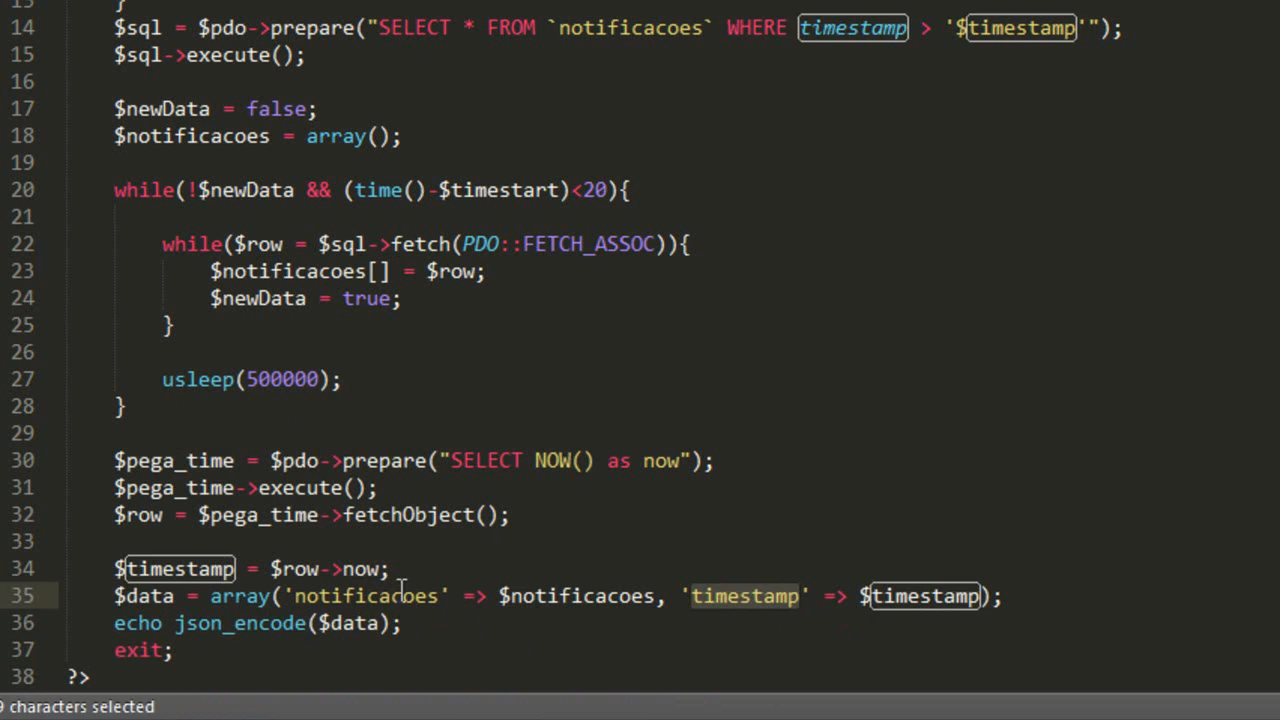 13 }
14 $sql = $pdo->prepare("SELECT * FROM `notificacoes` WHERE timestamp > '$timestamp'");
15 $sql->execute();
16
17 $newData = false;
18 $notificacoes = array();
19
20 while(!$newData && (time()-$timestart)<20){
21
22 while($row = $sql->fetch(PDO::FETCH_ASSOC)){
23 $notificacoes[] = $row;
24 $newData = true;
25 }
26
27 usleep(500000);
28 }
29
30 $pega_time = $pdo->prepare("SELECT NOW() as now");
31 $pega_time->execute();
32 $row = $pega_time->fetchObject();
33
34 $timestamp = $row->now;
35 $data = array('notificacoes' => $notificacoes, 'timestamp' => $timestamp);
36 echo json_encode($data);
37 exit;
38 ?>
9 characters selected